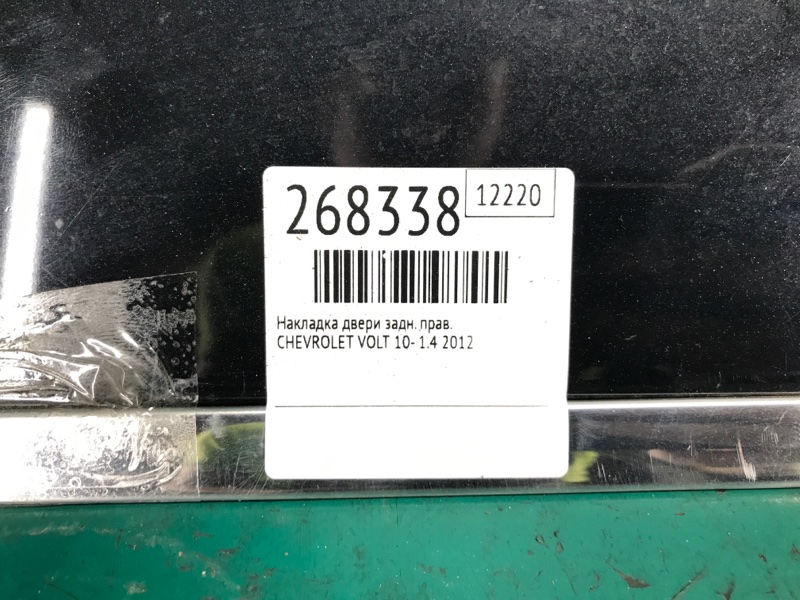 268338
12220
Накладка двери задн. прав.
CHEVROLET VOLT 10- 1.4 2012